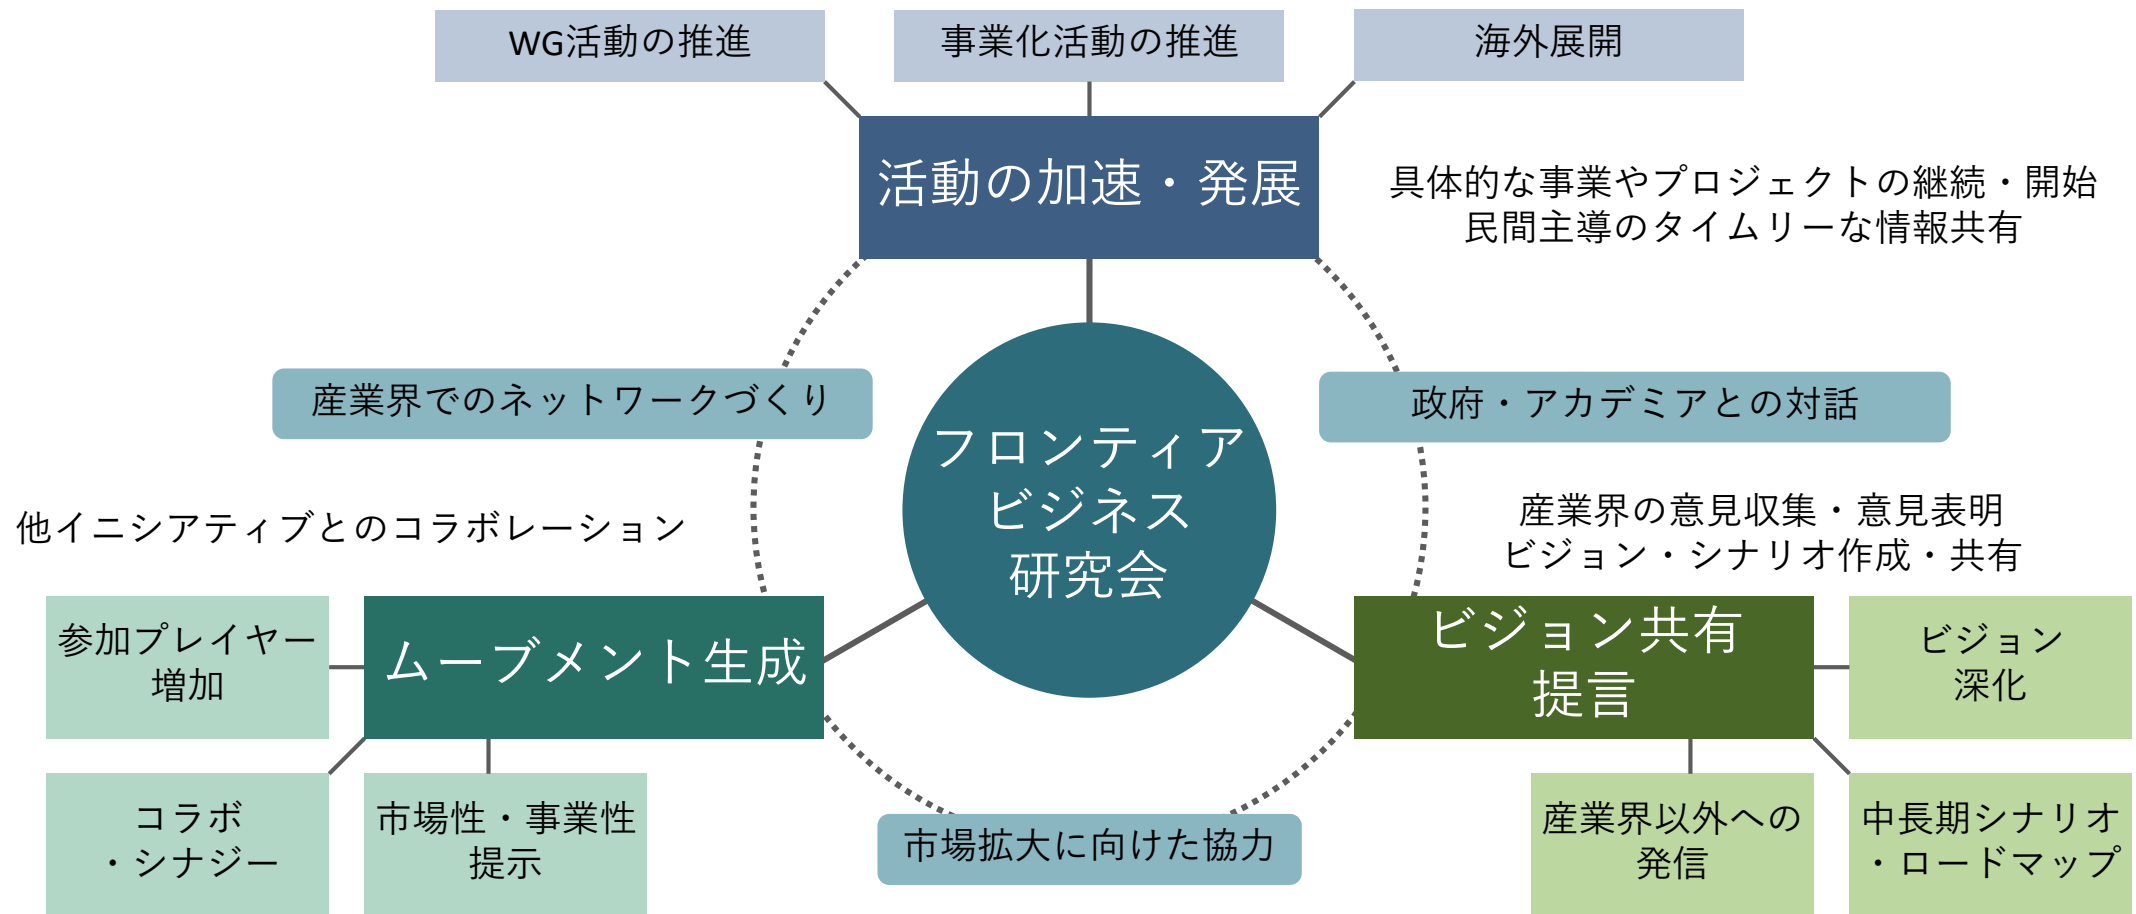 WG活動の推進
事業化活動の推進
海外展開
活動の加速・発展
具体的な事業やプロジェクトの継続・開始
民間主導のタイムリーな情報共有
産業界でのネットワークづくり
政府・アカデミアとの対話
フロンティア
ビジネス
研究会
他イニシアティブとのコラボレーション
産業界の意見収集・意見表明
ビジョン・シナリオ作成・共有
参加プレイヤー
増加
ムーブメント生成
ビジョン共有
提言
ビジョン
深化
コラボ
・シナジー
市場性・事業性
提示
市場拡大に向けた協力
産業界以外への
発信
中長期シナリオ
・ロードマップ